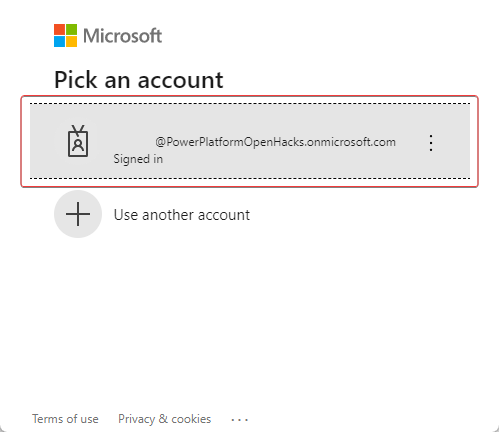 Microsoft
Pick an account
@PowerPlatformOpenHacks.onmicrosoft.com
Signed in
Use another account
Terms of use Privacy & cookies ...